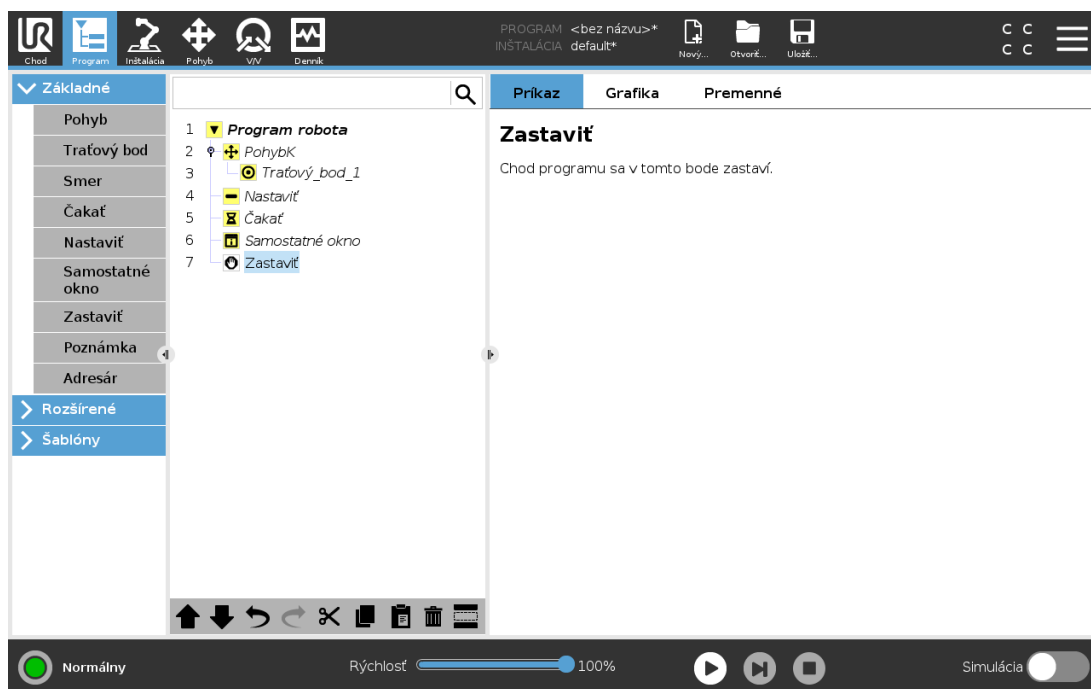 UR
PROGRAM <bez názvu>*
INŠTALÁCIA default*
C C
C C
Chod Program Inštalácia Pohyb V/V Denník Nový... Otvoriť... Uložiť...
Základné
Pohyb
Traťový bod
Smer
Čakať
Nastaviť
Samostatné
okno
Zastaviť
Poznámka
Adresár
Rozšírené
Šablóny
1 Program robota
2 PohybK
3 Traťový_bod_1
4 Nastaviť
5 Čakať
6 Samostatné okno
7 Zastaviť
Príkaz Grafika Premenné
Zastaviť
Chod programu sa v tomto bode zastaví.
Normálny Rýchlosť 100% Simulácia